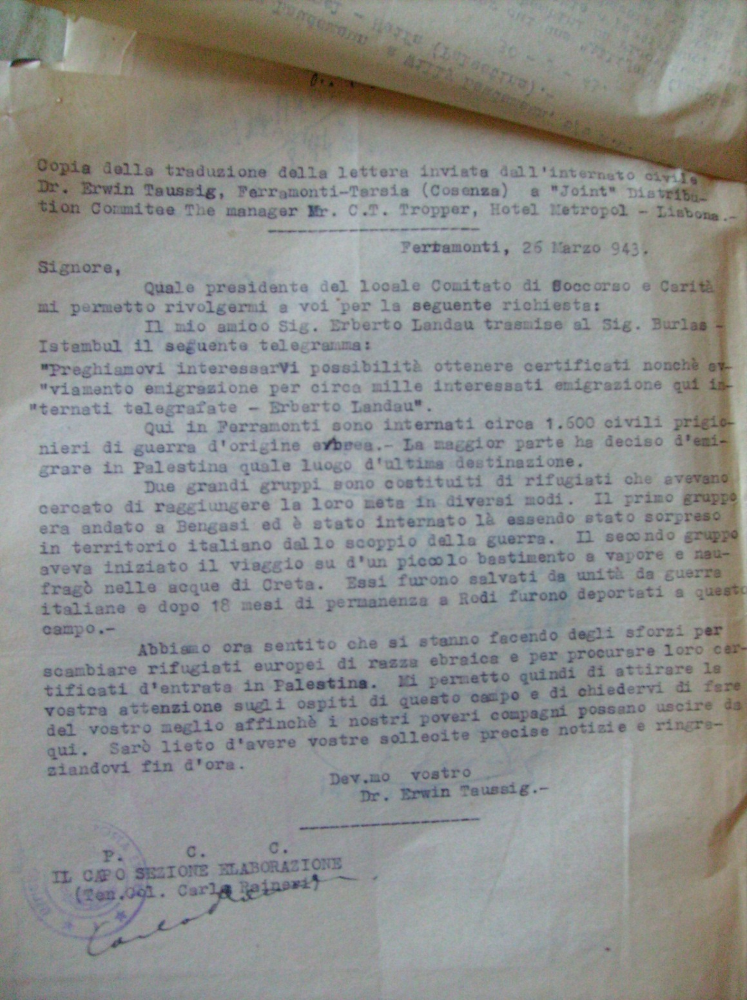 Copia della traduzione della lettera inviata dall'internato civile
Dr. Erwin Taussig, Ferramonti-Tarsia (Cosenza) a "Joint" Distribu-
tion Commitee The manager Mr. C.T. Tropper, Hotel Metropol - Lisbona.-
Ferramonti, 26 Marzo 943.
Signore,
Quale presidente del locale Comitato di Soccorso e Carità
mi permetto rivolgermi a voi per la seguente richiesta:
Il mio amico Sig. Erberto Landau trasmise al Sig. Burlas -
Istambul il seguente telegramma:
"Preghiamovi interessarVi possibilità ottenere certificati nonchè av-
"viamento emigrazione per circa mille interessati emigrazione qui in-
"ternati telegrafate - Erberto Landau".
Qui in Ferramonti sono internati circa 1.600 civili prigio-
nieri di guerra d'origine .- La maggior parte ha deciso d'emi-
grare in Palestina quale luogo d'ultima destinazione.
Due grandi gruppi sono costituiti di rifugiati che avevano
cercato di raggiungere la loro meta in diversi modi. Il primo gruppo
era andato a Bengasi ed è stato internato là essendo stato sorpreso
in territorio italiano dallo scoppio della guerra. Il secondo gruppo
aveva iniziato il viaggio su d'un piccolo bastimento a vapore e nau-
fragò nelle acque di Creta. Essi furono salvati da unità da guerra
italiane e dopo 18 mesi di permanenza a Rodi furono deportati a questo
campo.-
Abbiamo ora sentito che si stanno facendo degli sforzi per
scambiare rifugiati europei di razza ebraica e per procurare loro cer-
tificati d'entrata in Palestina. Mi permetto quindi di attirare la
vostra attenzione sugli ospiti di questo campo e di chiedervi di fare
del vostro meglio affinchè i nostri poveri compagni possano uscire da
qui. Sarò lieto d'avere vostre sollecite precise notizie e ringra-
ziandovi fin d'ora.
Dev.mo vostro
Dr. Erwin Taussig.-
P. C. C.
IL CAPO SEZIONE ELABORAZIONE
(Ten.Col. Carlo Raineri)